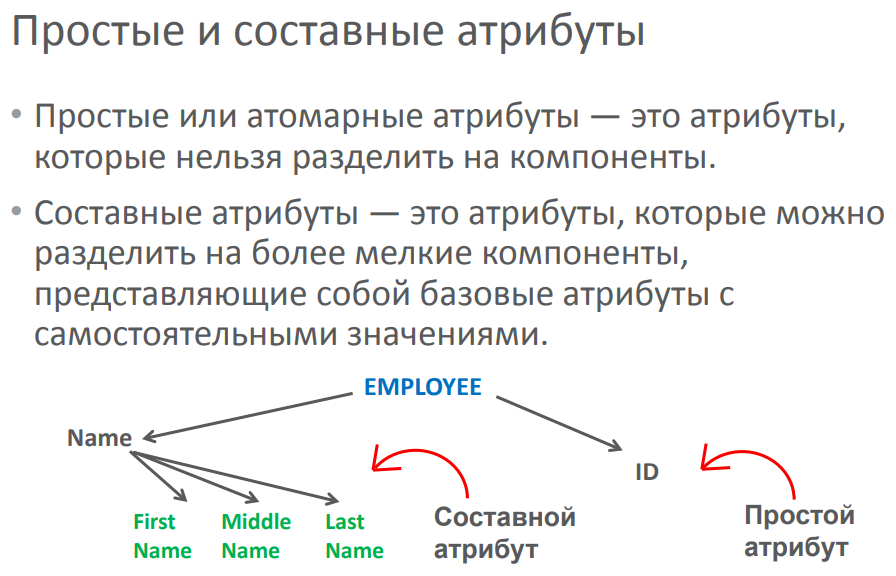 Простые и составные атрибуты
• Простые или атомарные атрибуты — это атрибуты,
которые нельзя разделить на компоненты.
• Составные атрибуты — это атрибуты, которые можно
разделить на более мелкие компоненты,
представляющие собой базовые атрибуты с
самостоятельными значениями.
EMPLOYEE
Name
ID
First
Name
Middle
Name
Last
Name
Составной
атрибут
Простой
атрибут